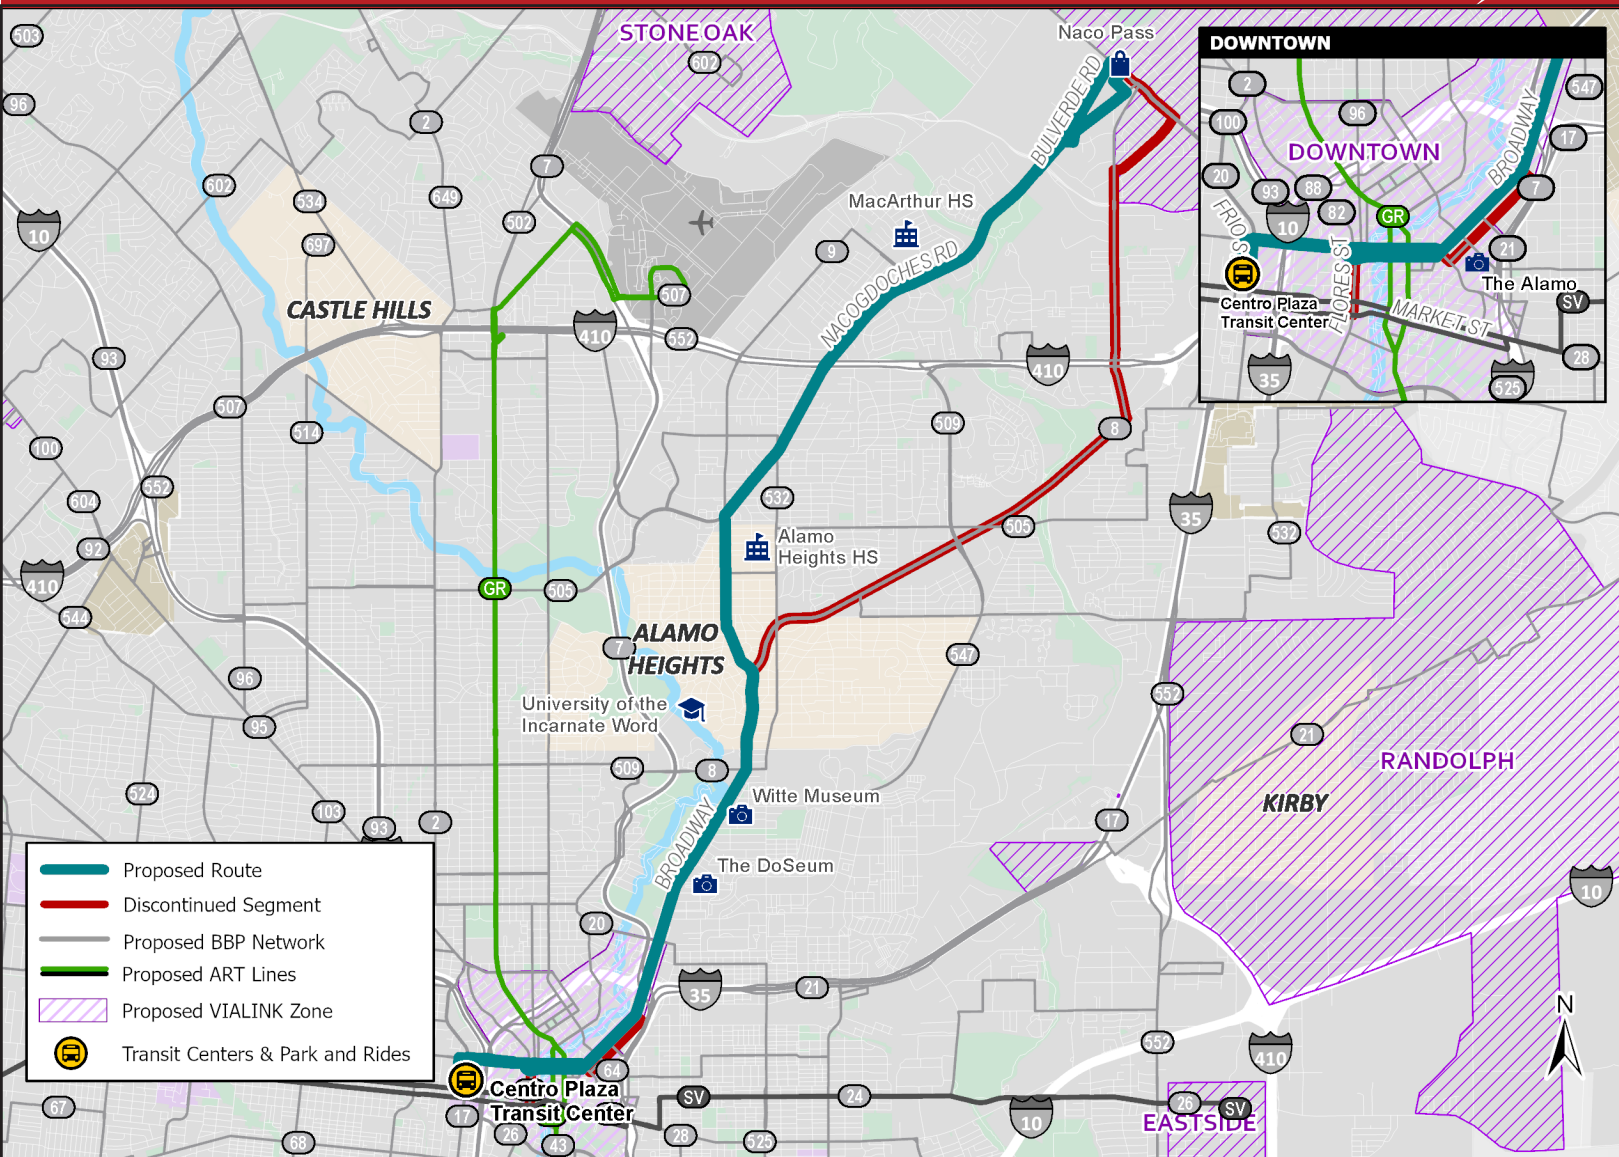 503
STONE OAK
602
Naco Pass
DOWNTOWN
96
2
7
602
534
649
502
697
10
9
MacArthur HS
BULVERDE RD
NACOGDOCHES RD
CASTLE HILLS
507
410
552
410
93
507
514
100
509
8
552
604
532
35
505
532
92
410
544
Alamo
Heights HS
GR
505
7
ALAMO
HEIGHTS
547
96
95
University of the
Incarnate Word
552
21
RANDOLPH
509
8
KIRBY
524
103
93
2
Witte Museum
17
BROADWAY
The DoSeum
10
20
35
21
552
410
64
Centro Plaza
Transit Center
17
26
43
67
68
SV
24
28
525
10
26
SV
EASTSIDE
N
2
96
547
100
17
DOWNTOWN
BROADWAY
20
93
88
82
7
10
GR
21
FRIO S
FLORES ST
The Alamo
SV
Centro Plaza
Transit Center
MARKET ST
28
35
525
Proposed Route
Discontinued Segment
Proposed BBP Network
Proposed ART Lines
Proposed VIALINK Zone
Transit Centers & Park and Rides